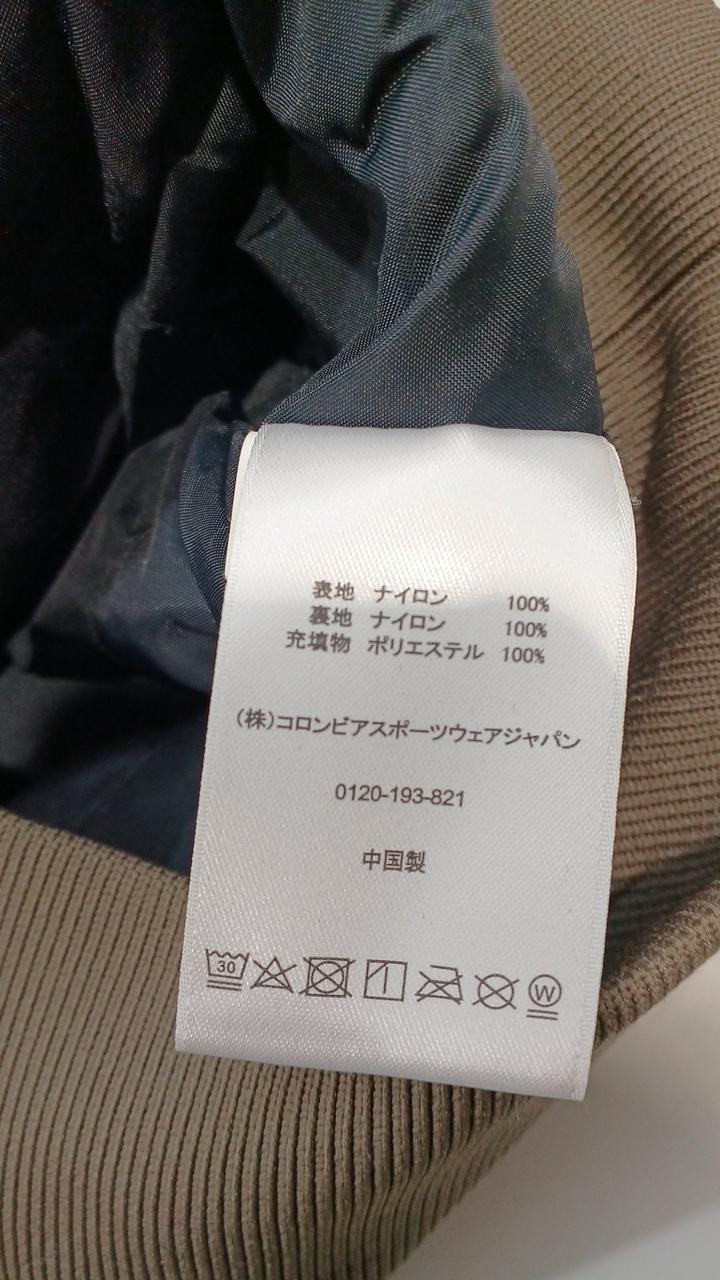 表地 ナイロン 100%
裏地 ナイロン 100%
充填物 ポリエステル 100%
(株)コロンビアスポーツウェアジャパン
0120-193-821
中国製
30 W